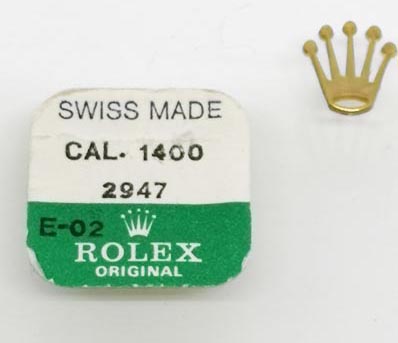 SWISS MADE
CAL. 1400
2947
E-02
ROLEX
ORIGINAL